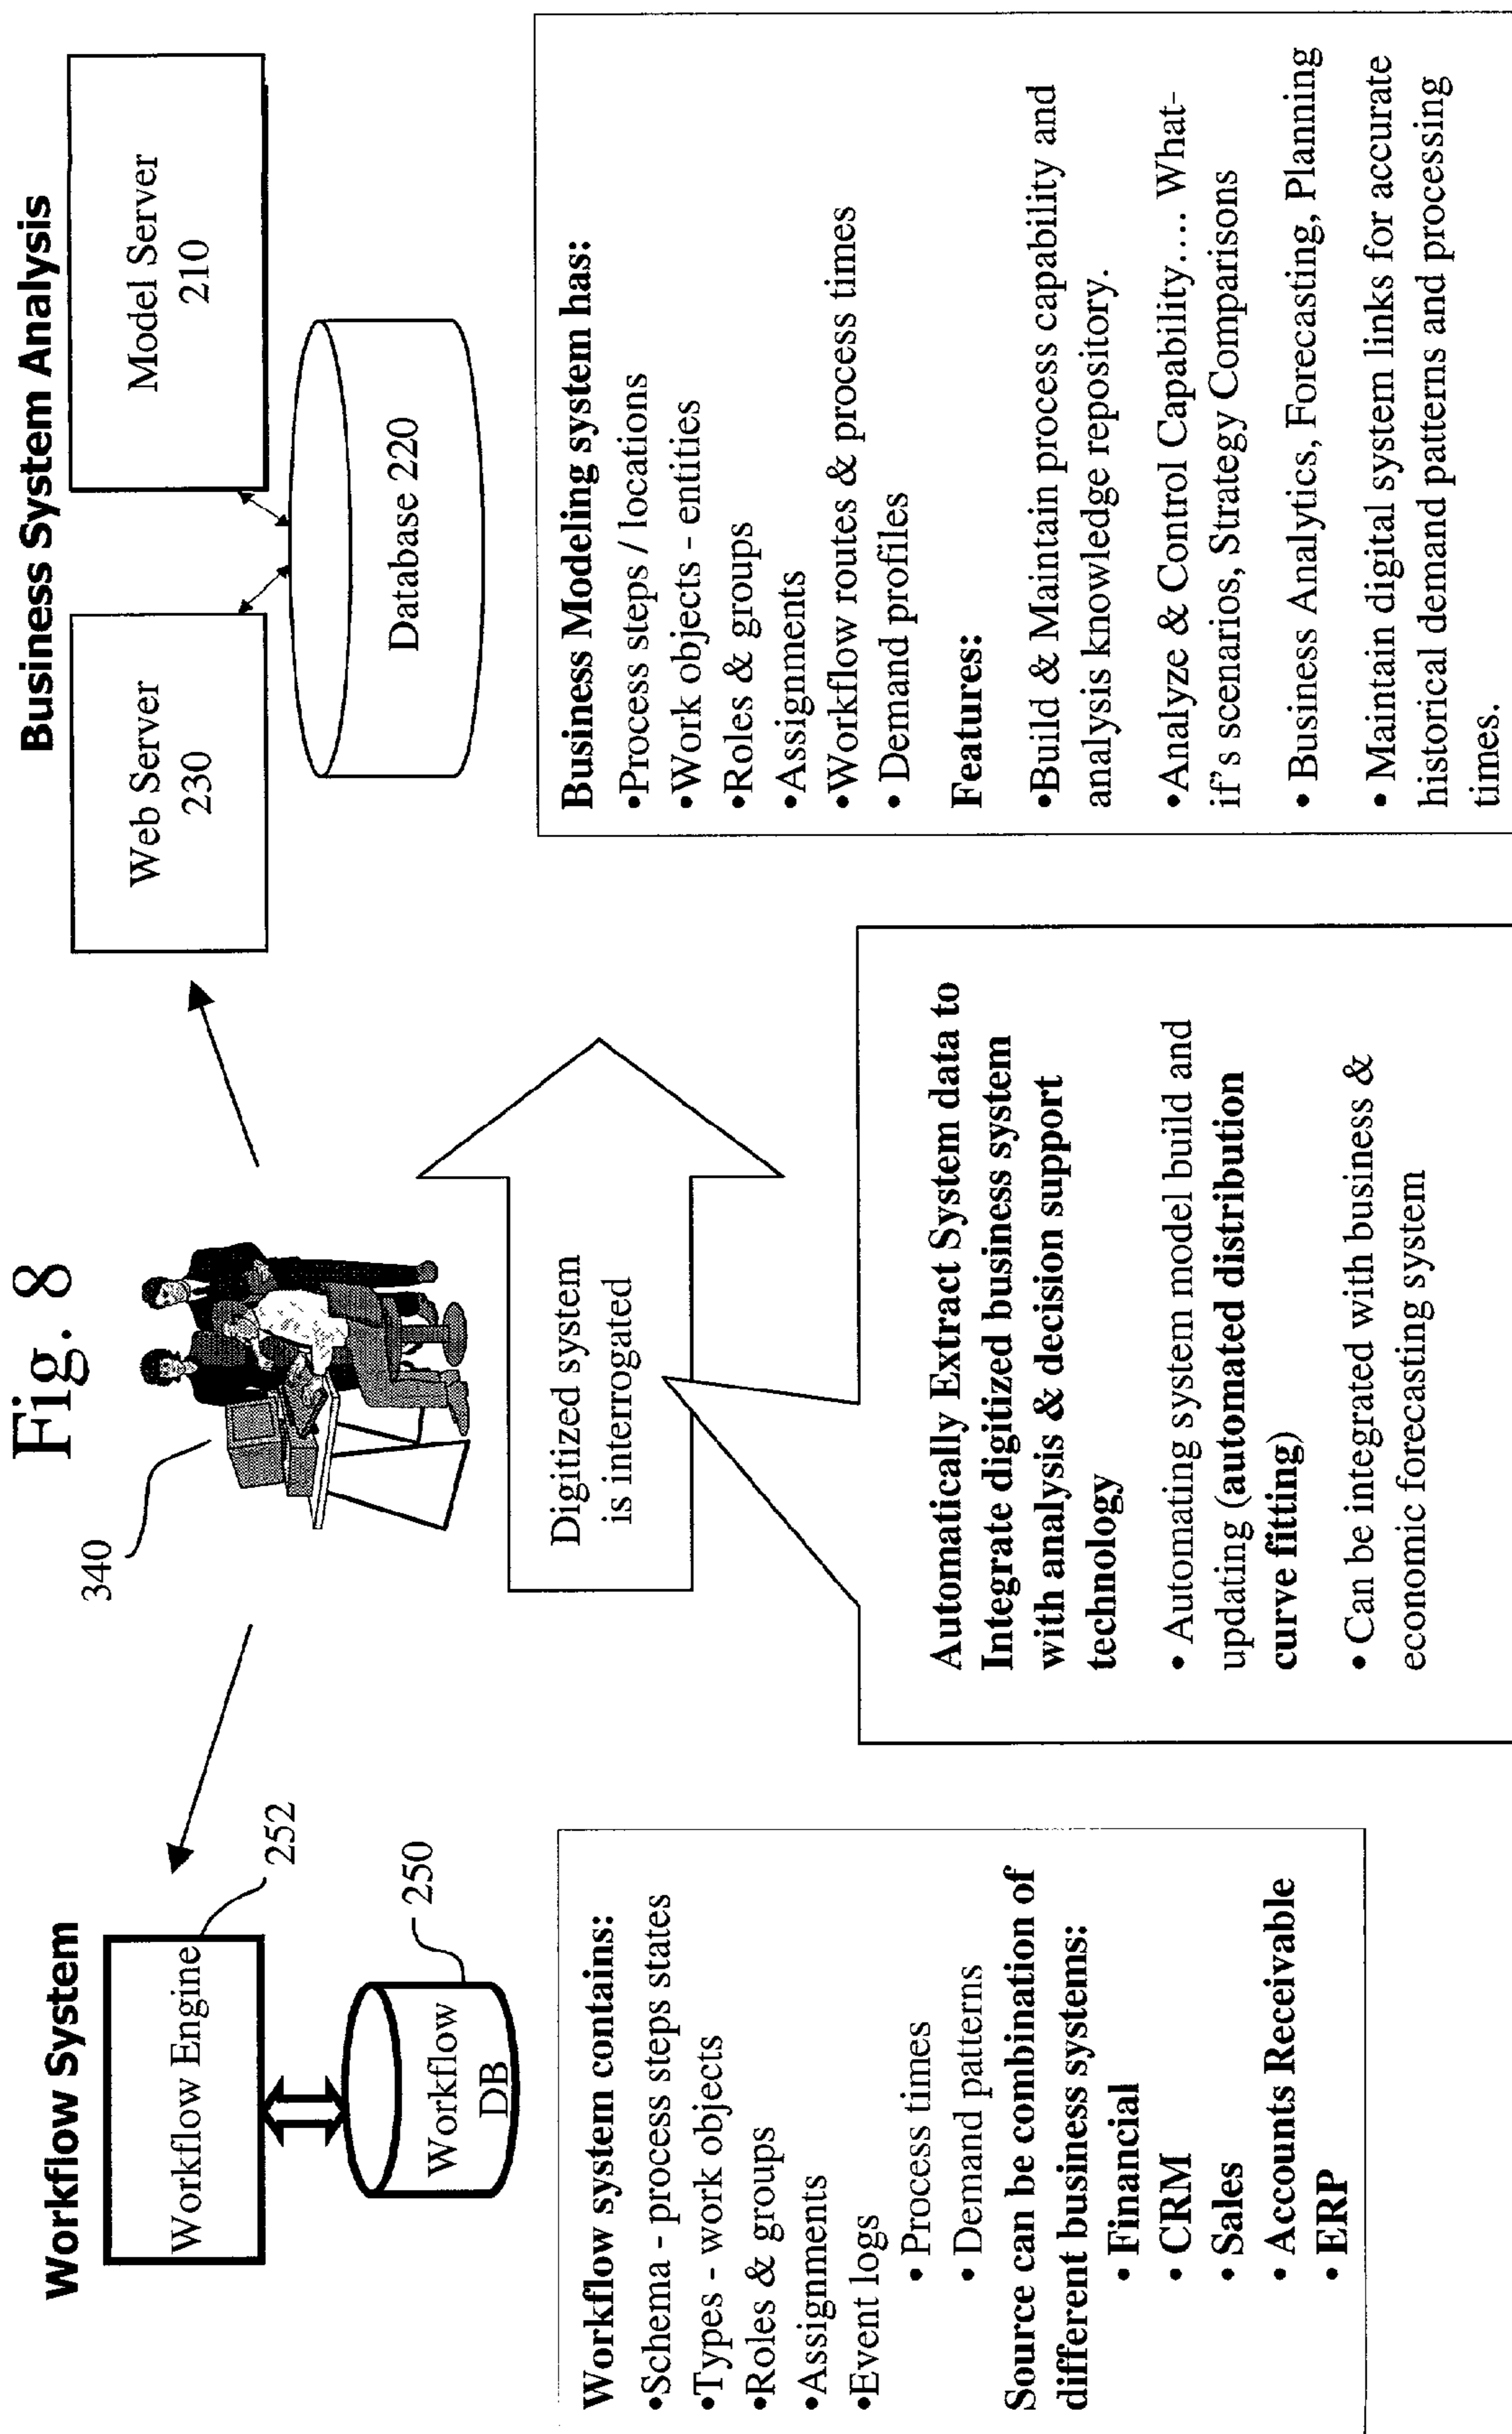 Fig. 8
Workflow System
Workflow Engine
252
Workflow
DB
250
Workflow system contains:
•Schema - process steps states
•Types - work objects
•Roles & groups
•Assignments
•Event logs
• Process times
• Demand patterns
Source can be combination of
different business systems:
• Financial
• CRM
• Sales
• Accounts Receivable
• ERP
340
Digitized system
is interrogated
Automatically Extract System data to
Integrate digitized business system
with analysis & decision support
technology
• Automating system model build and
updating (automated distribution
curve fitting)
• Can be integrated with business &
economic forecasting system
Business System Analysis
Web Server
230
Model Server
210
Database 220
Business Modeling system has:
•Process steps / locations
•Work objects - entities
•Roles & groups
•Assignments
•Workflow routes & process times
• Demand profiles
Features:
•Build & Maintain process capability and
analysis knowledge repository.
•Analyze & Control Capability.... What-
if's scenarios, Strategy Comparisons
• Business Analytics, Forecasting, Planning
• Maintain digital system links for accurate
historical demand patterns and processing
times.